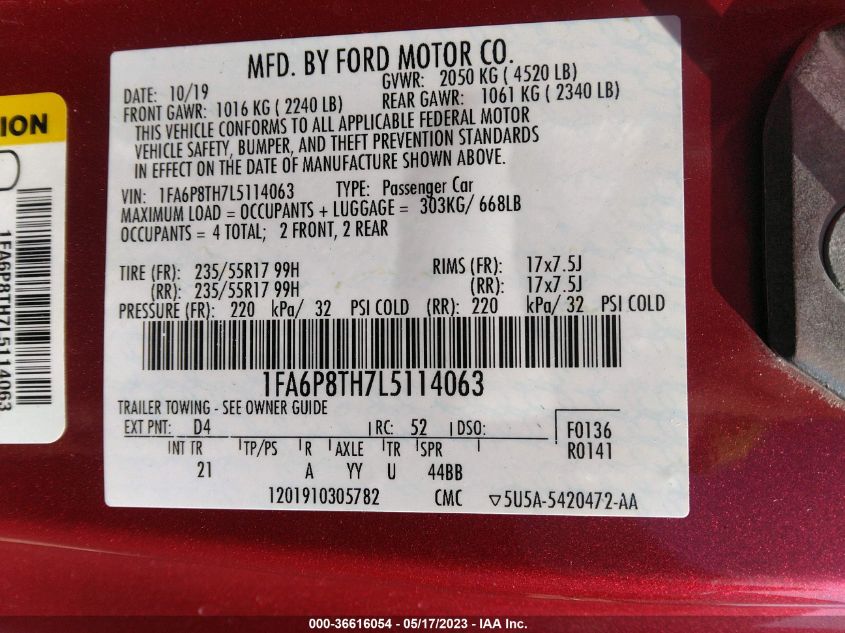 MFD. BY FORD MOTOR CO.
DATE: 10/19
GVWR: 2050 KG ( 4520 LB)
FRONT GAWR: 1016 KG ( 2240 LB)
REAR GAWR: 1061 KG ( 2340 LB)
THIS VEHICLE CONFORMS TO ALL APPLICABLE FEDERAL MOTOR
VEHICLE SAFETY, BUMPER, AND THEFT PREVENTION STANDARDS
IN EFFECT ON THE DATE OF MANUFACTURE SHOWN ABOVE.
VIN: 1FA6P8TH7L5114063 TYPE: Passenger Car
MAXIMUM LOAD = OCCUPANTS + LUGGAGE = 303KG/ 668LB
OCCUPANTS = 4 TOTAL; 2 FRONT, 2 REAR
TIRE (FR): 235/55R17 99H RIMS (FR): 17x7.5J
(RR): 235/55R17 99H (RR): 17x7.5J
PRESSURE (FR): 220 kPa/ 32 PSI COLD (RR): 220 kPa/ 32 PSI COLD
1FA6P8TH7L5114063
TRAILER TOWING - SEE OWNER GUIDE
EXT PNT: D4 RC: 52 DSO: F0136
R0141
INT TR TP/PS R AXLE TR SPR
21 A YY U 44BB
1201910305782 CMC ▽5U5A-5420472-AA
ION
1FA6P8TH7L5114063
000-36616054 - 05/17/2023 - IAA Inc.